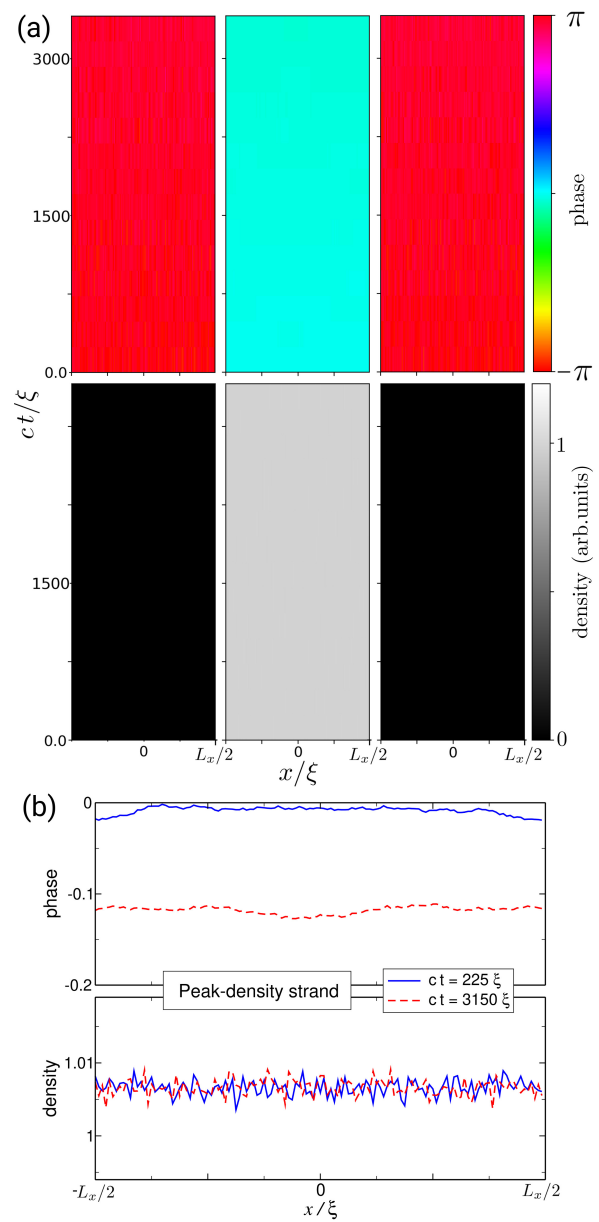 (a)
π
3000
1500
0.0
−π
phase
ct/ξ
1
1500
0
0.0
density (arb.units)
0 Lx/2 0 Lx/2 0 Lx/2
x/ξ
(b)
0
-0.1
-0.2
phase
c t = 225 ξ
c t = 3150 ξ
Peak-density strand
1.01
1
density
-Lx/2 0 Lx/2
x/ξ